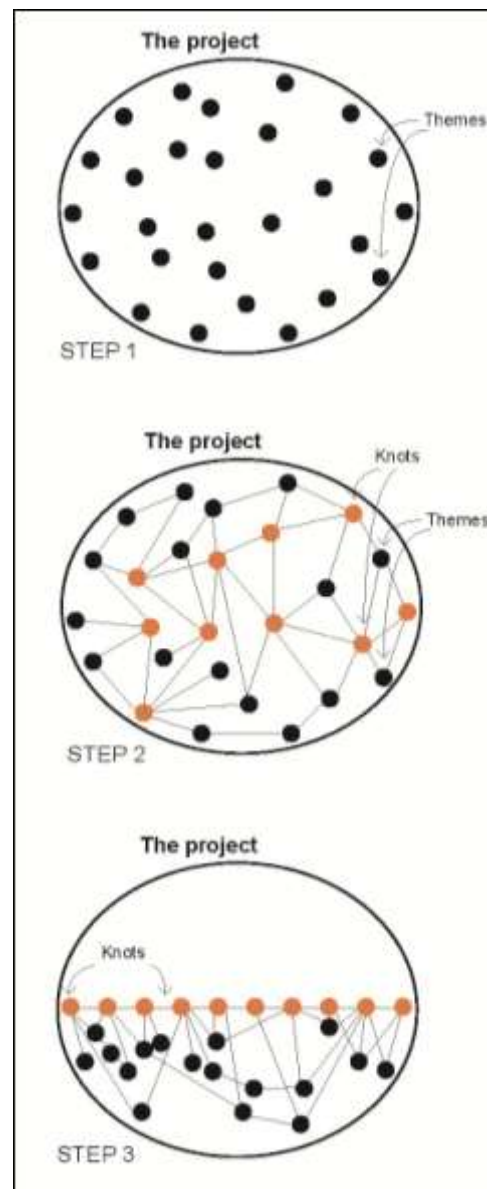 The project
Themes
STEP 1
The project
Knots
Themes
STEP 2
The project
Knots
STEP 3